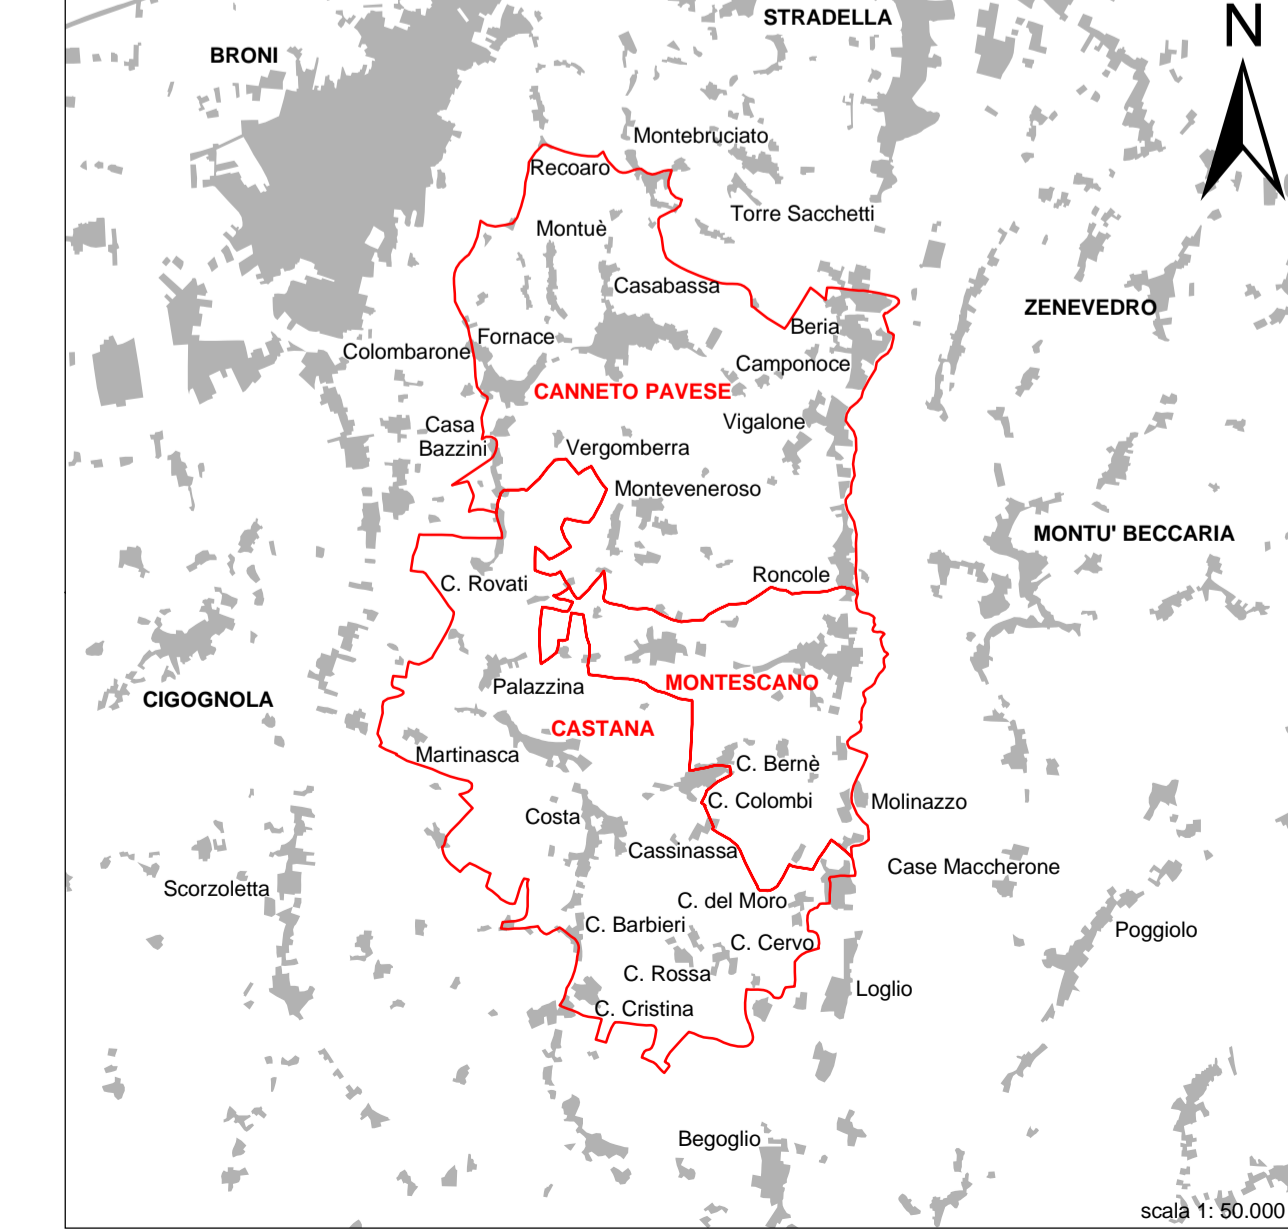 STRADELLA
N
BRONI
Montebruciato
Recoaro
Torre Sacchetti
Montuè
Casabassa
ZENEVEDRO
Beria
Fornace
Colombarone
Camponoce
CANNETO PAVESE
Vigalone
Casa
Bazzini
Vergomberra
Monteveneroso
MONTU' BECCARIA
Roncole
C. Rovati
MONTESCANO
Palazzina
CIGOGNOLA
CASTANA
Martinasca
C. Bernè
C. Colombi
Molinazzo
Costa
Cassinassa
Case Maccherone
Scorzoletta
C. del Moro
C. Barbieri
Poggiolo
C. Cervo
C. Rossa
Loglio
C. Cristina
Begoglio
scala 1: 50.000